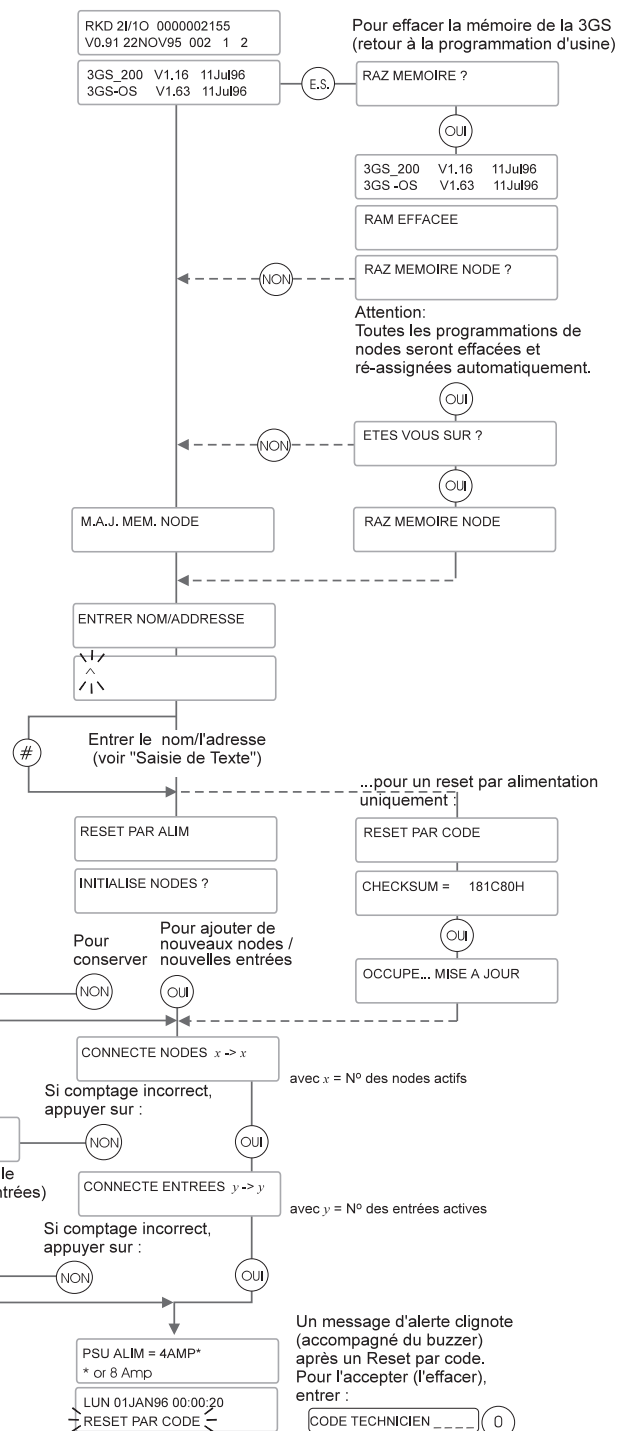 RKD 2I/1O 0000002155
V0.91 22NOV95 002 1 2
Pour effacer la mémoire de la 3GS
(retour à la programmation d'usine)
3GS_200 V1.16 11Jul96
3GS-OS V1.63 11Jul96
E.S.
RAZ MEMOIRE ?
OUI
3GS_200 V1.16 11Jul96
3GS-OS V1.63 11Jul96
RAM EFFACEE
RAZ MEMOIRE NODE ?
NON
Attention:
Toutes les programmations de
nodes seront effacées et
ré-assignées automatiquement.
OUI
ETES VOUS SUR ?
NON
OUI
M.A.J. MEM. NODE
RAZ MEMOIRE NODE
ENTRER NOM/ADDRESSE
^
#
Entrer le nom/l'adresse
(voir "Saisie de Texte")
...pour un reset par alimentation
uniquement :
RESET PAR ALIM
RESET PAR CODE
INITIALISE NODES ?
CHECKSUM = 181C80H
OUI
Pour
conserver
Pour ajouter de
nouveaux nodes /
nouvelles entrées
OCCUPE... MISE A JOUR
NON
OUI
CONNECTE NODES x -> x
avec x = Nº des nodes actifs
Si comptage incorrect,
appuyer sur :
NON
OUI
le
ntrées)
CONNECTE ENTREES y -> y
avec y = Nº des entrées actives
Si comptage incorrect,
appuyer sur :
NON
OUI
PSU ALIM = 4AMP*
* or 8 Amp
LUN 01JAN96 00:00:20
RESET PAR CODE
Un message d'alerte clignote
(accompagné du buzzer)
après un Reset par code.
Pour l'accepter (l'effacer),
entrer :
CODE TECHNICIEN _ _ _ _
0